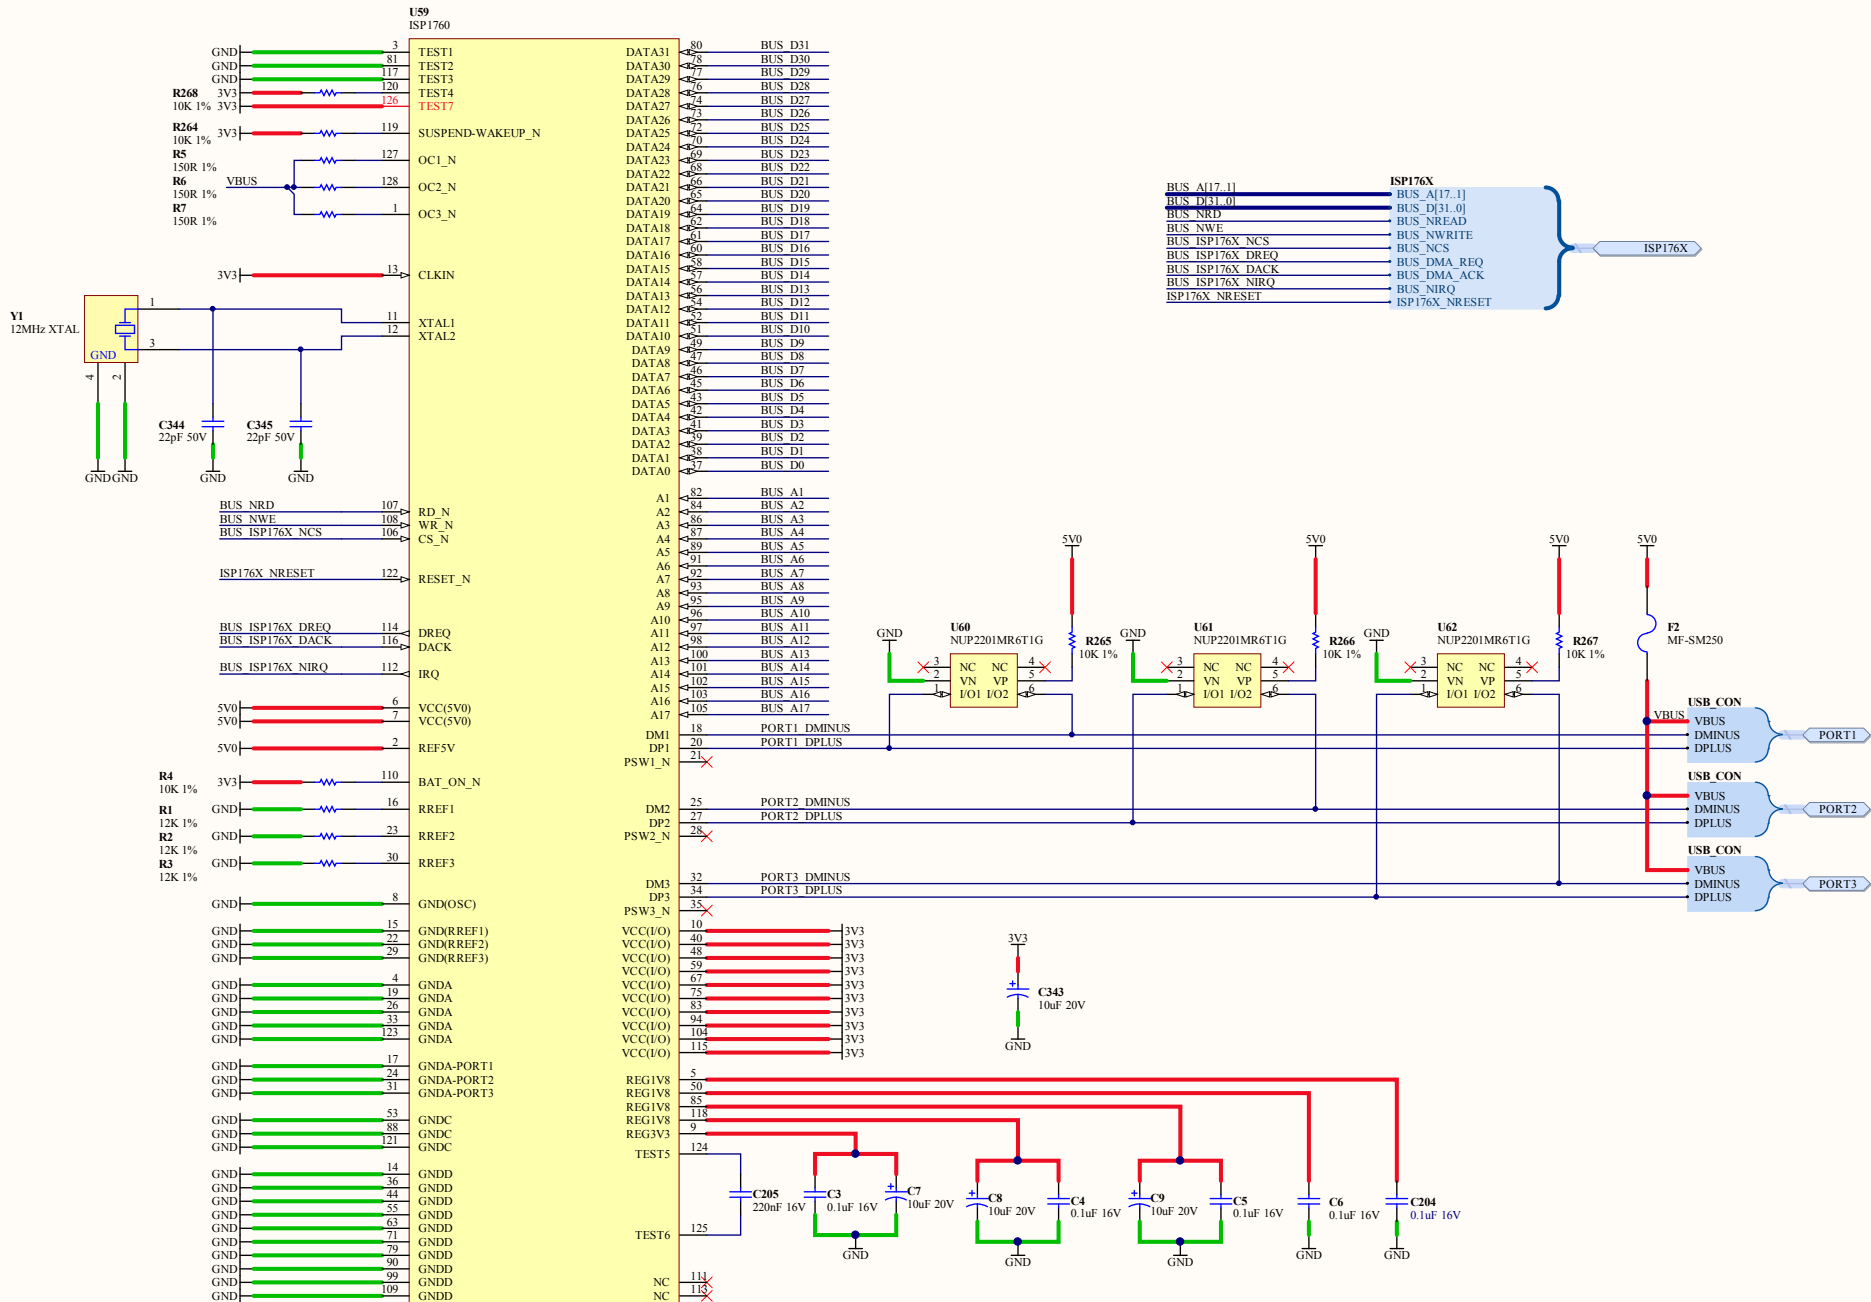 U59
ISP1760
GND 3 TEST1
GND 81 TEST2
GND 117 TEST3
R268 3V3 120 TEST4
10K 1% 3V3 126 TEST7
R264 3V3 119 SUSPEND-WAKEUP_N
10K 1%
R5 127 OC1_N
150R 1%
R6 VBUS 128 OC2_N
150R 1%
R7 1 OC3_N
150R 1%
3V3 13 CLKIN
Y1
12MHz XTAL
1
3
GND
4
2
11 XTAL1
12 XTAL2
C344
22pF 50V
C345
22pF 50V
GND GND GND GND
BUS_NRD 107 RD_N
BUS_NWE 108 WR_N
BUS_ISP176X_NCS 106 CS_N
ISP176X_NRESET 122 RESET_N
BUS_ISP176X_DREQ 114 DREQ
BUS_ISP176X_DACK 116 DACK
BUS_ISP176X_NIRQ 112 IRQ
5V0 6 VCC(5V0)
5V0 7 VCC(5V0)
5V0 2 REF5V
R4 3V3 110 BAT_ON_N
10K 1%
R1 GND 16 RREF1
12K 1%
R2 GND 23 RREF2
12K 1%
R3 GND 30 RREF3
12K 1%
GND 8 GND(OSC)
GND 15 GND(RREF1)
GND 22 GND(RREF2)
GND 29 GND(RREF3)
GND 4 GNDA
GND 19 GNDA
GND 26 GNDA
GND 33 GNDA
GND 123 GNDA
GND 17 GNDA-PORT1
GND 24 GNDA-PORT2
GND 31 GNDA-PORT3
GND 53 GNDC
GND 88 GNDC
GND 121 GNDC
GND 14 GNDD
GND 36 GNDD
GND 44 GNDD
GND 55 GNDD
GND 63 GNDD
GND 71 GNDD
GND 79 GNDD
GND 90 GNDD
GND 99 GNDD
GND 109 GNDD
DATA31 80 BUS_D31
DATA30 78 BUS_D30
DATA29 77 BUS_D29
DATA28 76 BUS_D28
DATA27 74 BUS_D27
DATA26 73 BUS_D26
DATA25 72 BUS_D25
DATA24 70 BUS_D24
DATA23 69 BUS_D23
DATA22 68 BUS_D22
DATA21 66 BUS_D21
DATA20 65 BUS_D20
DATA19 64 BUS_D19
DATA18 62 BUS_D18
DATA17 61 BUS_D17
DATA16 60 BUS_D16
DATA15 58 BUS_D15
DATA14 57 BUS_D14
DATA13 56 BUS_D13
DATA12 54 BUS_D12
DATA11 52 BUS_D11
DATA10 51 BUS_D10
DATA9 49 BUS_D9
DATA8 47 BUS_D8
DATA7 46 BUS_D7
DATA6 45 BUS_D6
DATA5 43 BUS_D5
DATA4 42 BUS_D4
DATA3 41 BUS_D3
DATA2 39 BUS_D2
DATA1 38 BUS_D1
DATA0 37 BUS_D0
A1 82 BUS_A1
A2 84 BUS_A2
A3 86 BUS_A3
A4 87 BUS_A4
A5 89 BUS_A5
A6 91 BUS_A6
A7 92 BUS_A7
A8 93 BUS_A8
A9 95 BUS_A9
A10 96 BUS_A10
A11 97 BUS_A11
A12 98 BUS_A12
A13 100 BUS_A13
A14 101 BUS_A14
A15 102 BUS_A15
A16 103 BUS_A16
A17 105 BUS_A17
DM1 18 PORT1_DMINUS
DP1 20 PORT1_DPLUS
PSW1_N 21
DM2 25 PORT2_DMINUS
DP2 27 PORT2_DPLUS
PSW2_N 28
DM3 32 PORT3_DMINUS
DP3 34 PORT3_DPLUS
PSW3_N 35
VCC(I/O) 10 3V3
VCC(I/O) 40 3V3
VCC(I/O) 48 3V3
VCC(I/O) 59 3V3
VCC(I/O) 67 3V3
VCC(I/O) 75 3V3
VCC(I/O) 83 3V3
VCC(I/O) 94 3V3
VCC(I/O) 104 3V3
VCC(I/O) 115 3V3
REG1V8 5
REG1V8 50
REG1V8 85
REG1V8 118
REG3V3 9
TEST5 124
TEST6 125
NC 111
NC 113
BUS_A[17..1]
BUS_D[31..0]
BUS_NRD
BUS_NWE
BUS_ISP176X_NCS
BUS_ISP176X_DREQ
BUS_ISP176X_DACK
BUS_ISP176X_NIRQ
ISP176X_NRESET
ISP176X
BUS_A[17..1]
BUS_D[31..0]
BUS_NREAD
BUS_NWRITE
BUS_NCS
BUS_DMA_REQ
BUS_DMA_ACK
BUS_NIRQ
ISP176X_NRESET
ISP176X
5V0 5V0 5V0 5V0
GND
U60
NUP2201MR6T1G
3 NC NC 4
2 VN VP 5
1 I/O1 I/O2 6
R265
10K 1%
GND
U61
NUP2201MR6T1G
3 NC NC 4
2 VN VP 5
1 I/O1 I/O2 6
R266
10K 1%
GND
U62
NUP2201MR6T1G
3 NC NC 4
2 VN VP 5
1 I/O1 I/O2 6
R267
10K 1%
F2
MF-SM250
USB_CON
VBUS VBUS
DMINUS PORT1
DPLUS
USB_CON
VBUS
DMINUS PORT2
DPLUS
USB_CON
VBUS
DMINUS PORT3
DPLUS
3V3
+ C343
10uF 20V
GND
C205
220nF 16V
C3
0.1uF 16V
+ C7
10uF 20V
GND
+ C8
10uF 20V
C4
0.1uF 16V
GND
+ C9
10uF 20V
C5
0.1uF 16V
GND
C6
0.1uF 16V
GND
C204
0.1uF 16V
GND